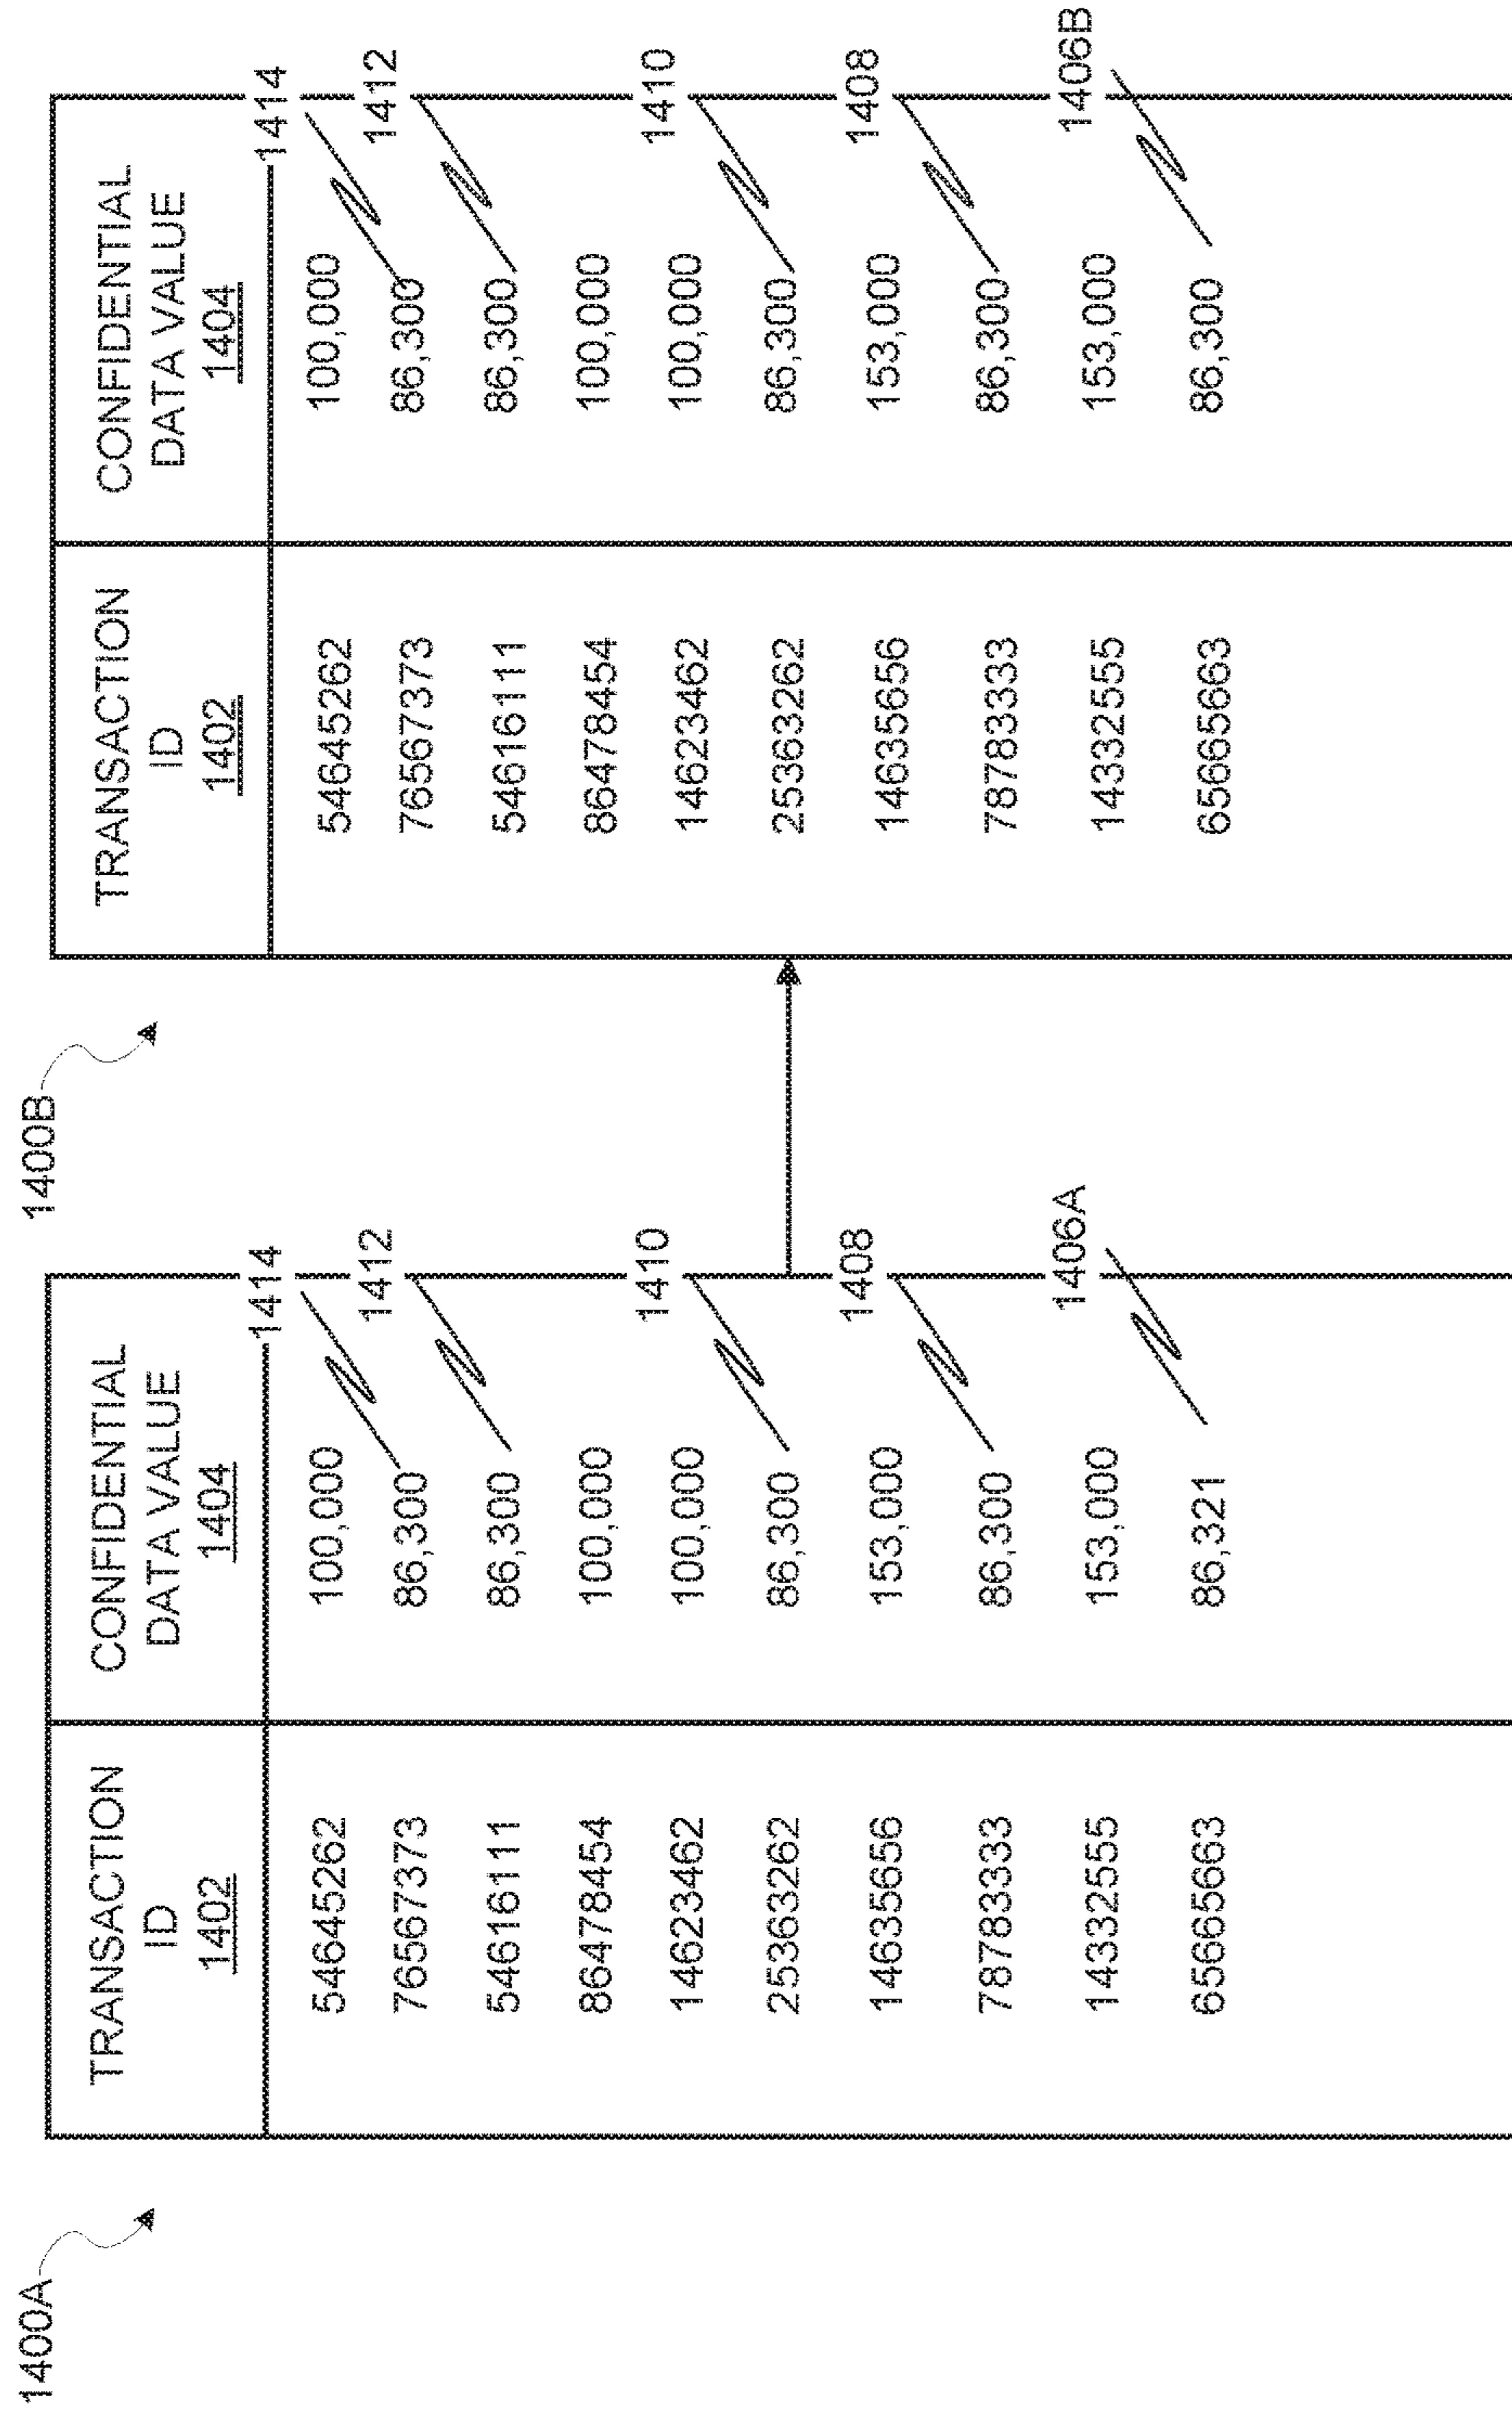 1400A
TRANSACTION
ID
1402
CONFIDENTIAL
DATA VALUE
1404
1414
54645262 100,000
76567373 86,300
1412
54616111 86,300
86478454 100,000
14623462 100,000
1410
25363262 86,300
14635656 153,000
1408
78783333 86,300
14332555 153,000
1406A
65665663 86,321
1400B
TRANSACTION
ID
1402
CONFIDENTIAL
DATA VALUE
1404
1414
54645262 100,000
76567373 86,300
1412
54616111 86,300
86478454 100,000
14623462 100,000
1410
25363262 86,300
14635656 153,000
1408
78783333 86,300
14332555 153,000
1406B
65665663 86,300